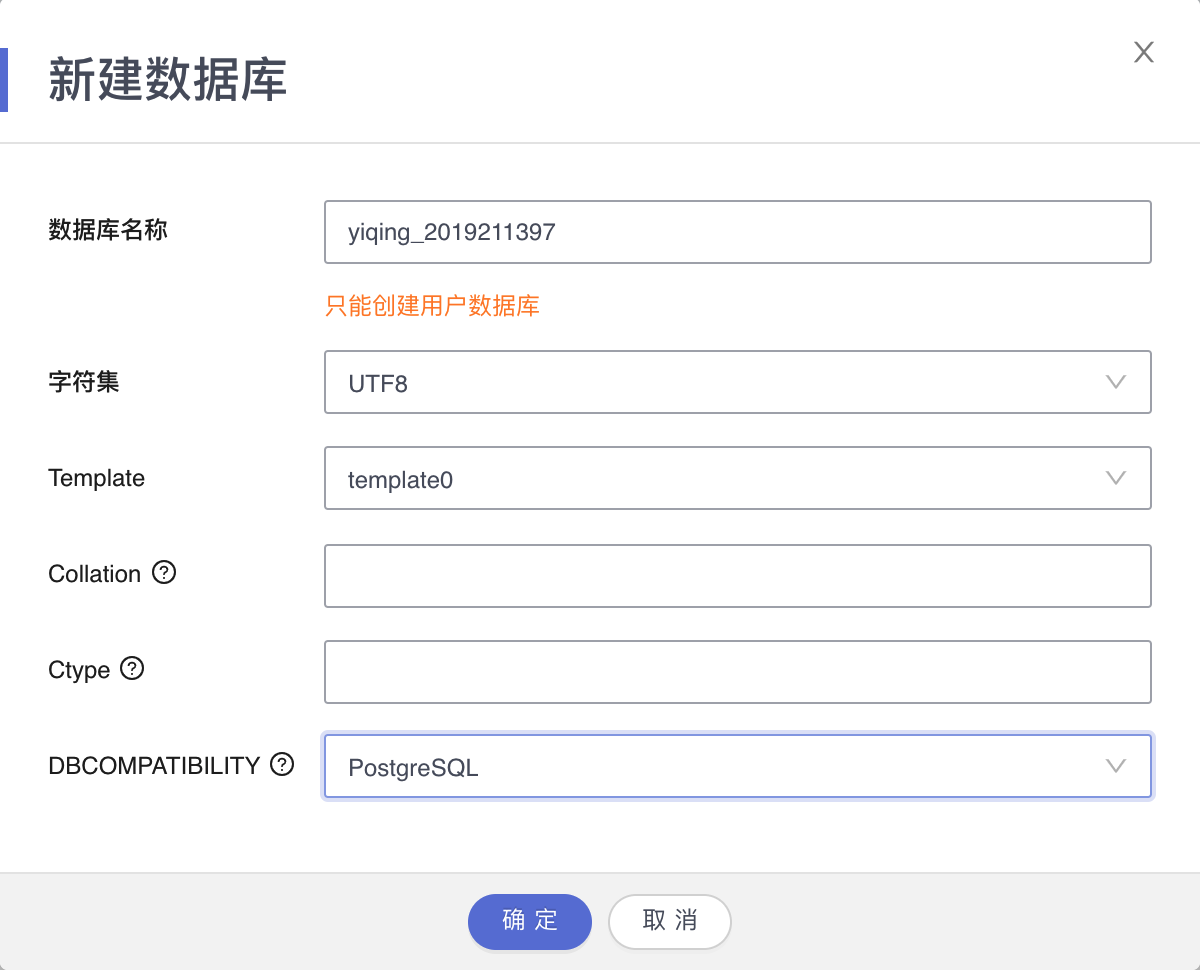 新建数据库
数据库名称
yiqing_2019211397
只能创建用户数据库
字符集
UTF8
Template
template0
Collation
Ctype
DBCOMPATIBILITY
PostgreSQL
确 定
取 消